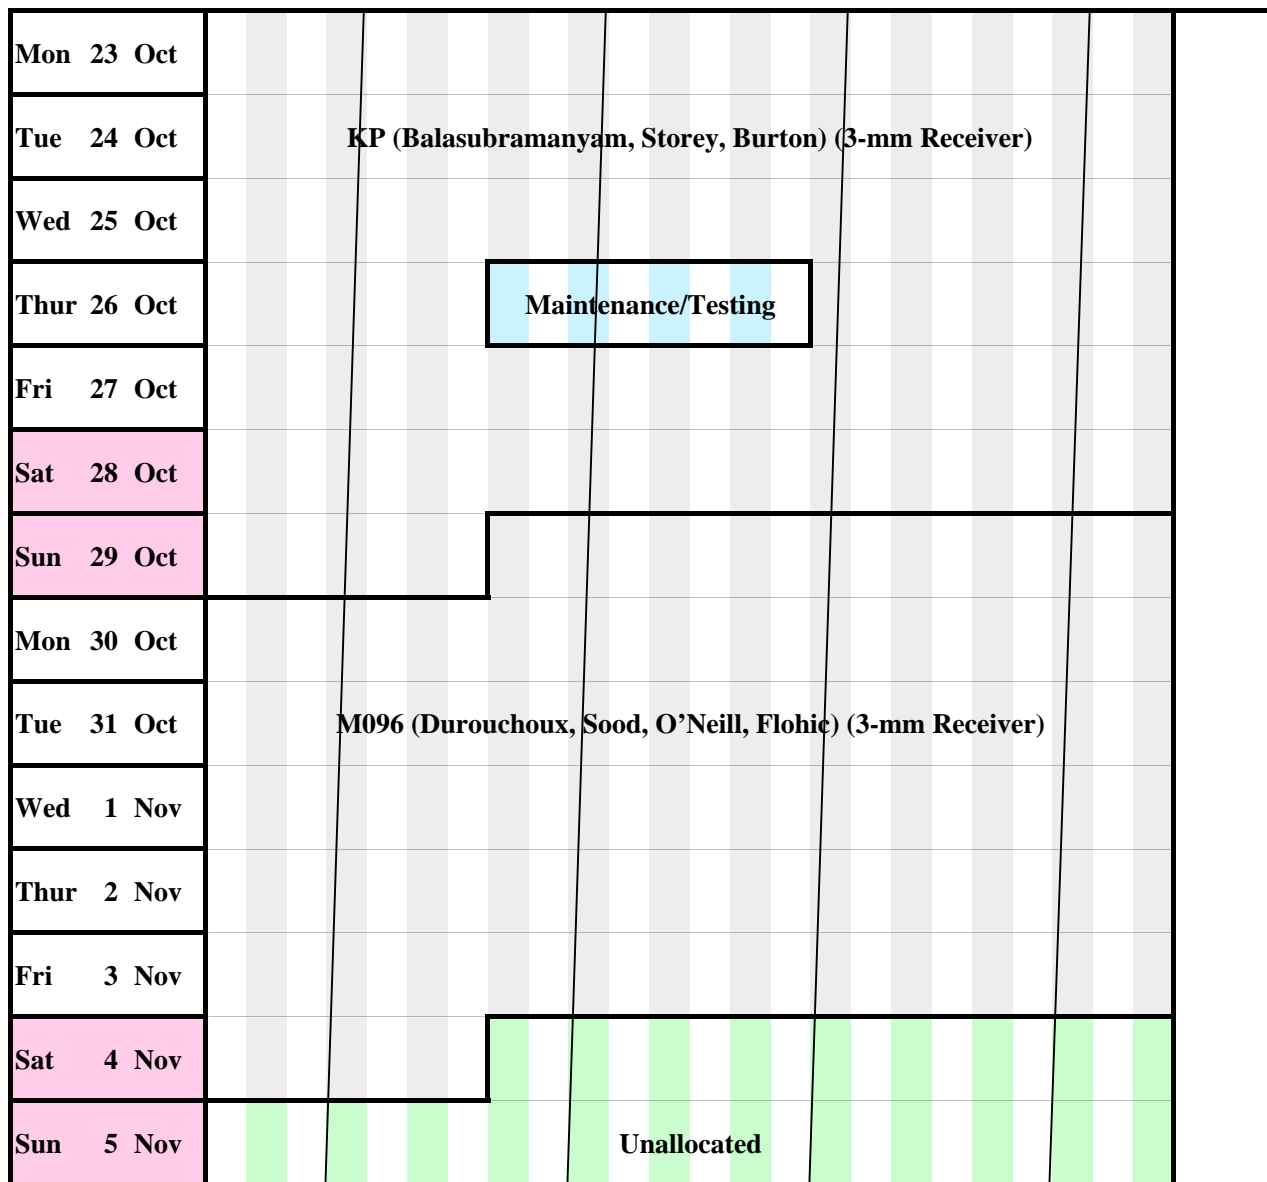 Mon 23 Oct
Tue 24 Oct KP (Balasubramanyam, Storey, Burton) (3-mm Receiver)
Wed 25 Oct
Thur 26 Oct Maintenance/Testing
Fri 27 Oct
Sat 28 Oct
Sun 29 Oct
Mon 30 Oct
Tue 31 Oct M096 (Durouchoux, Sood, O’Neill, Flohic) (3-mm Receiver)
Wed 1 Nov
Thur 2 Nov
Fri 3 Nov
Sat 4 Nov
Sun 5 Nov Unallocated